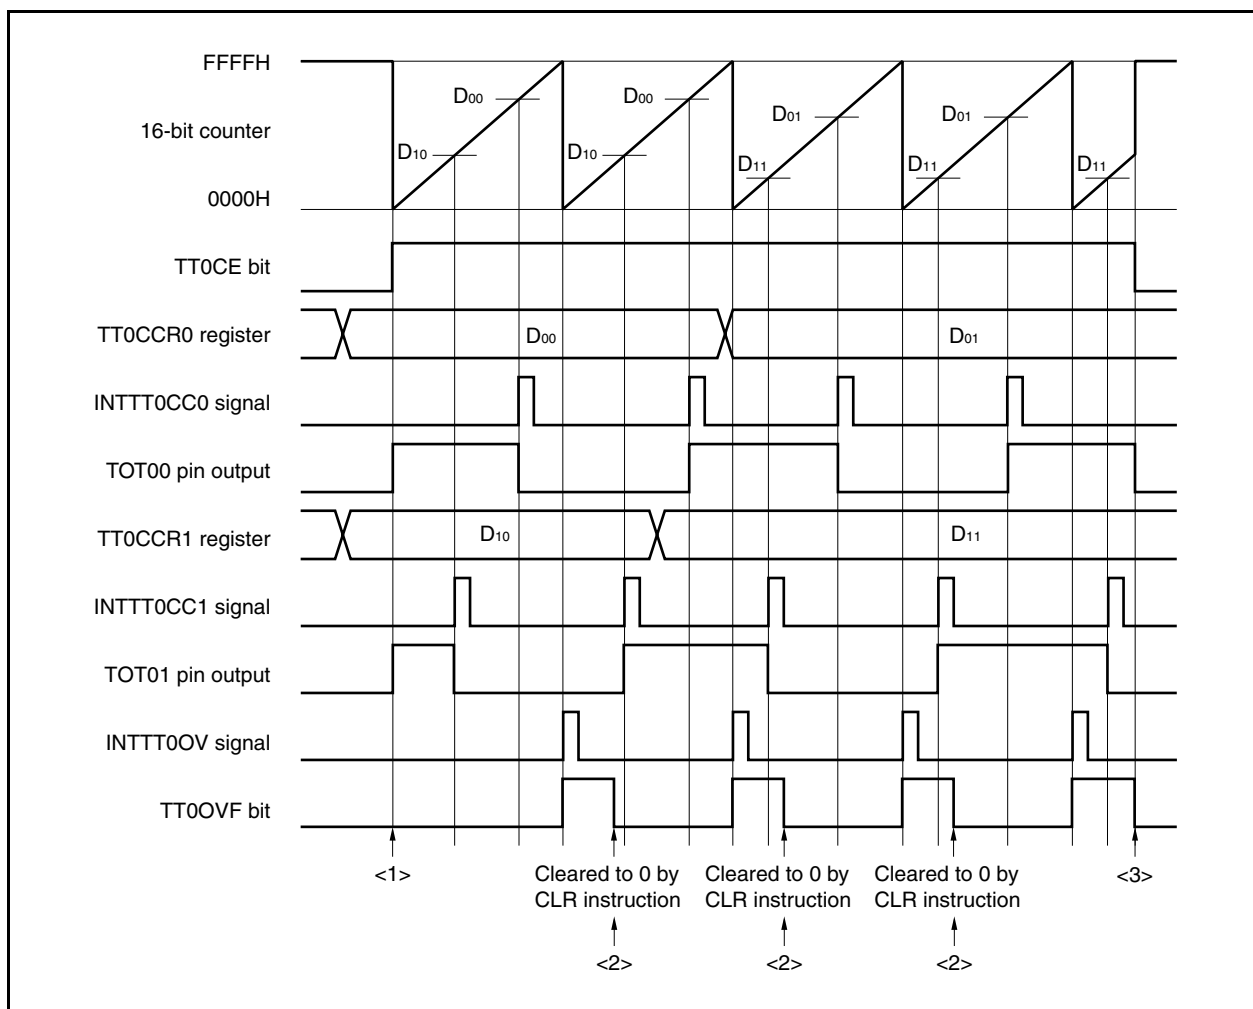 FFFFH
D00 D00
D01 D01
16-bit counter
D10 D10
D11 D11 D11
0000H
TT0CE bit
TT0CCR0 register D00 D01
INTTT0CC0 signal
TOT00 pin output
TT0CCR1 register D10 D11
INTTT0CC1 signal
TOT01 pin output
INTTT0OV signal
TT0OVF bit
<1> Cleared to 0 by Cleared to 0 by Cleared to 0 by <3>
CLR instruction CLR instruction CLR instruction
<2> <2> <2>